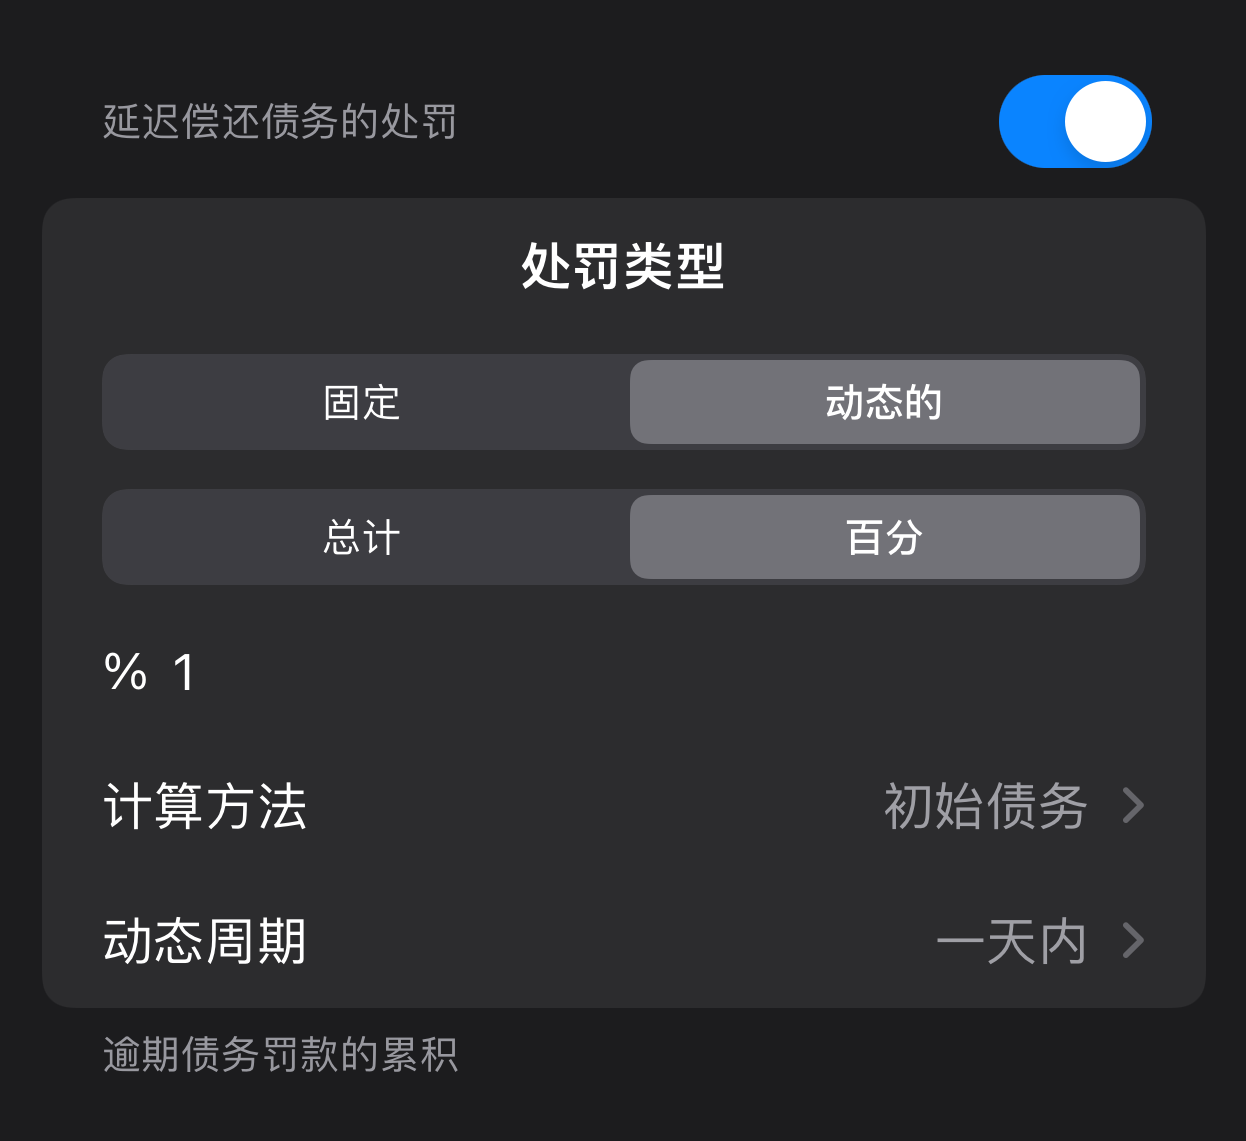 延迟偿还债务的处罚
处罚类型
固定 动态的
总计 百分
% 1
计算方法 初始债务
动态周期 一天内
逾期债务罚款的累积